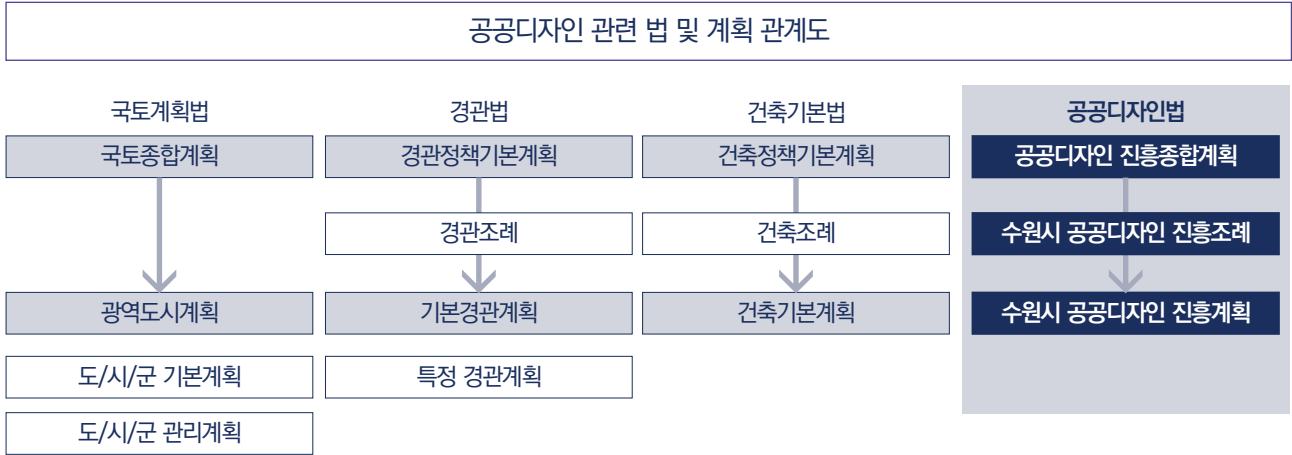 공공디자인 관련 법 및 계획 관계도
국토계획법
국토종합계획
광역도시계획
도/시/군 기본계획
도/시/군 관리계획
경관법
경관정책기본계획
경관조례
기본경관계획
특정 경관계획
건축기본법
건축정책기본계획
건축조례
건축기본계획
공공디자인법
공공디자인 진흥종합계획
수원시 공공디자인 진흥조례
수원시 공공디자인 진흥계획